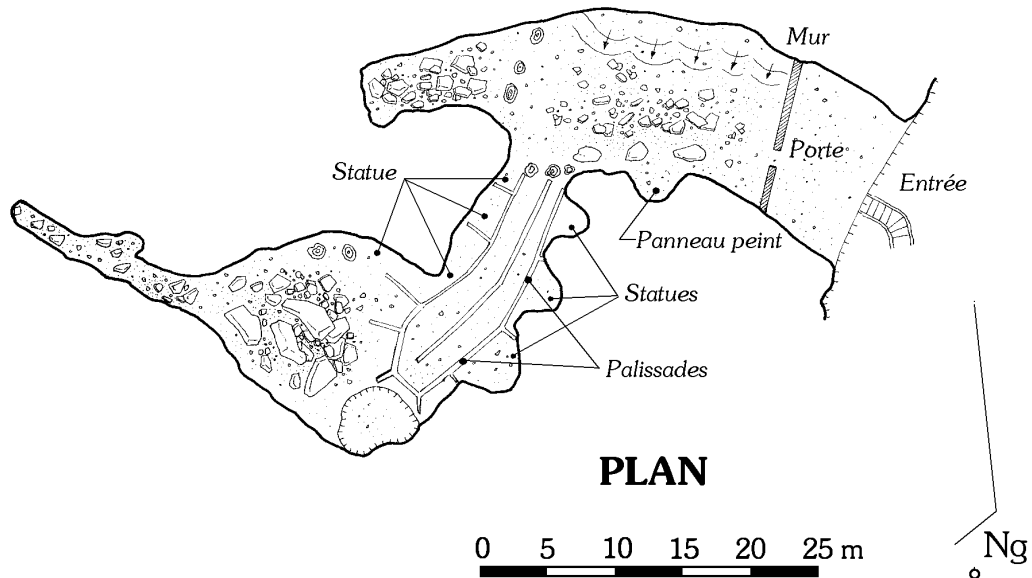 Mur
Porte
Statue
Entrée
Panneau peint
Statues
Palissades
PLAN
0 5 10 15 20 25 m
Ng